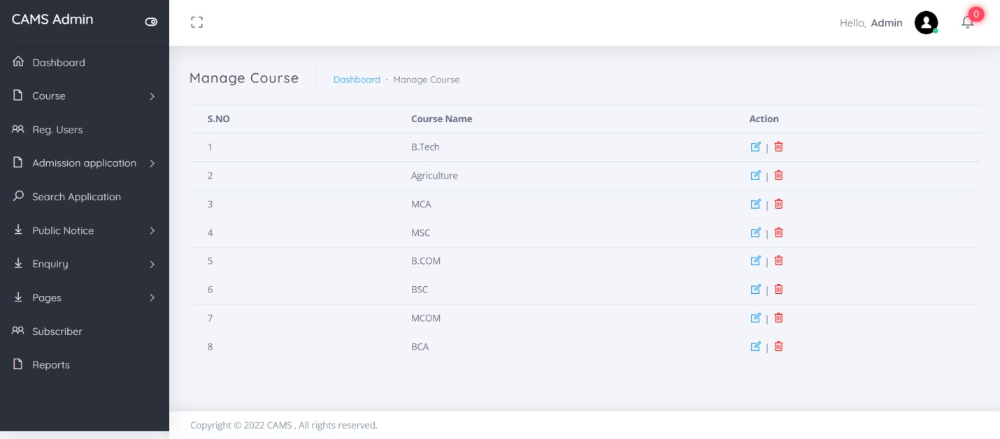 CAMS Admin
Hello, Admin
0
Dashboard
Course
Reg. Users
Admission application
Search Application
Public Notice
Enquiry
Pages
Subscriber
Reports
Manage Course
Dashboard - Manage Course
S.NO Course Name Action
1 B.Tech |
2 Agriculture |
3 MCA |
4 MSC |
5 B.COM |
6 BSC |
7 MCOM |
8 BCA |
Copyright © 2022 CAMS , All rights reserved.